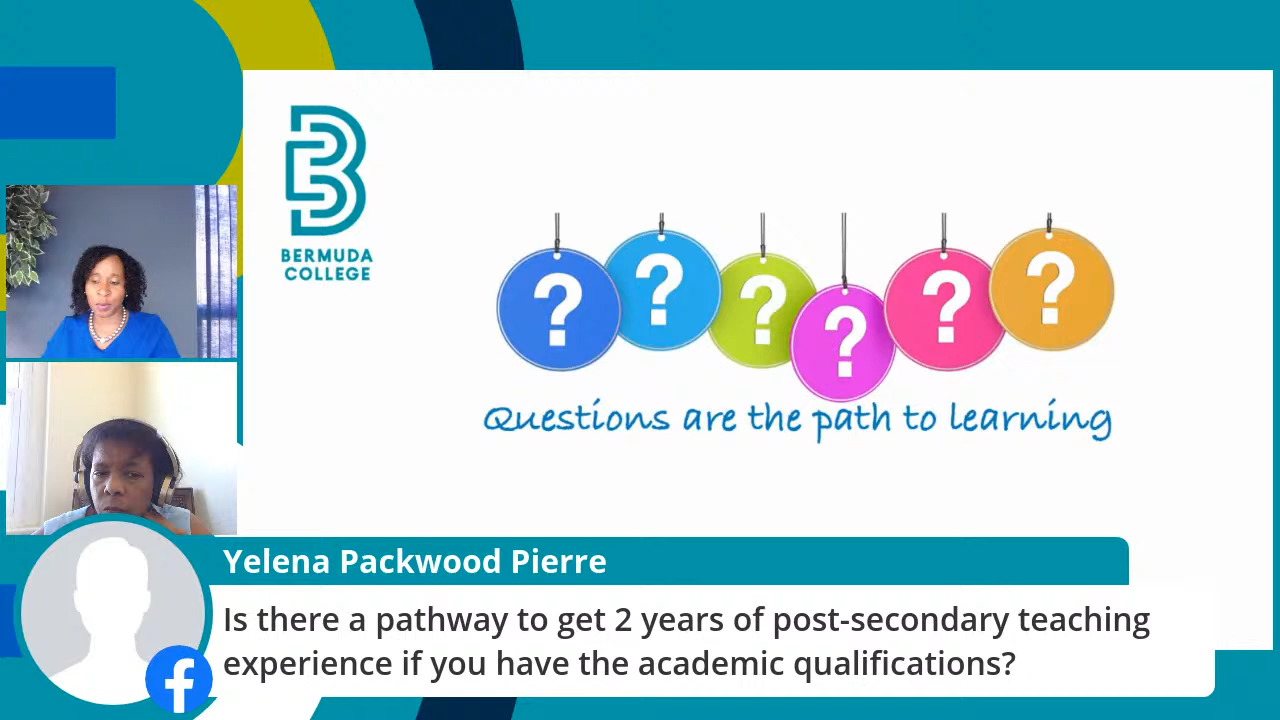 BERMUDA
COLLEGE
? ? ? ? ? ?
Questions are the path to learning
Yelena Packwood Pierre
Is there a pathway to get 2 years of post-secondary teaching
experience if you have the academic qualifications?